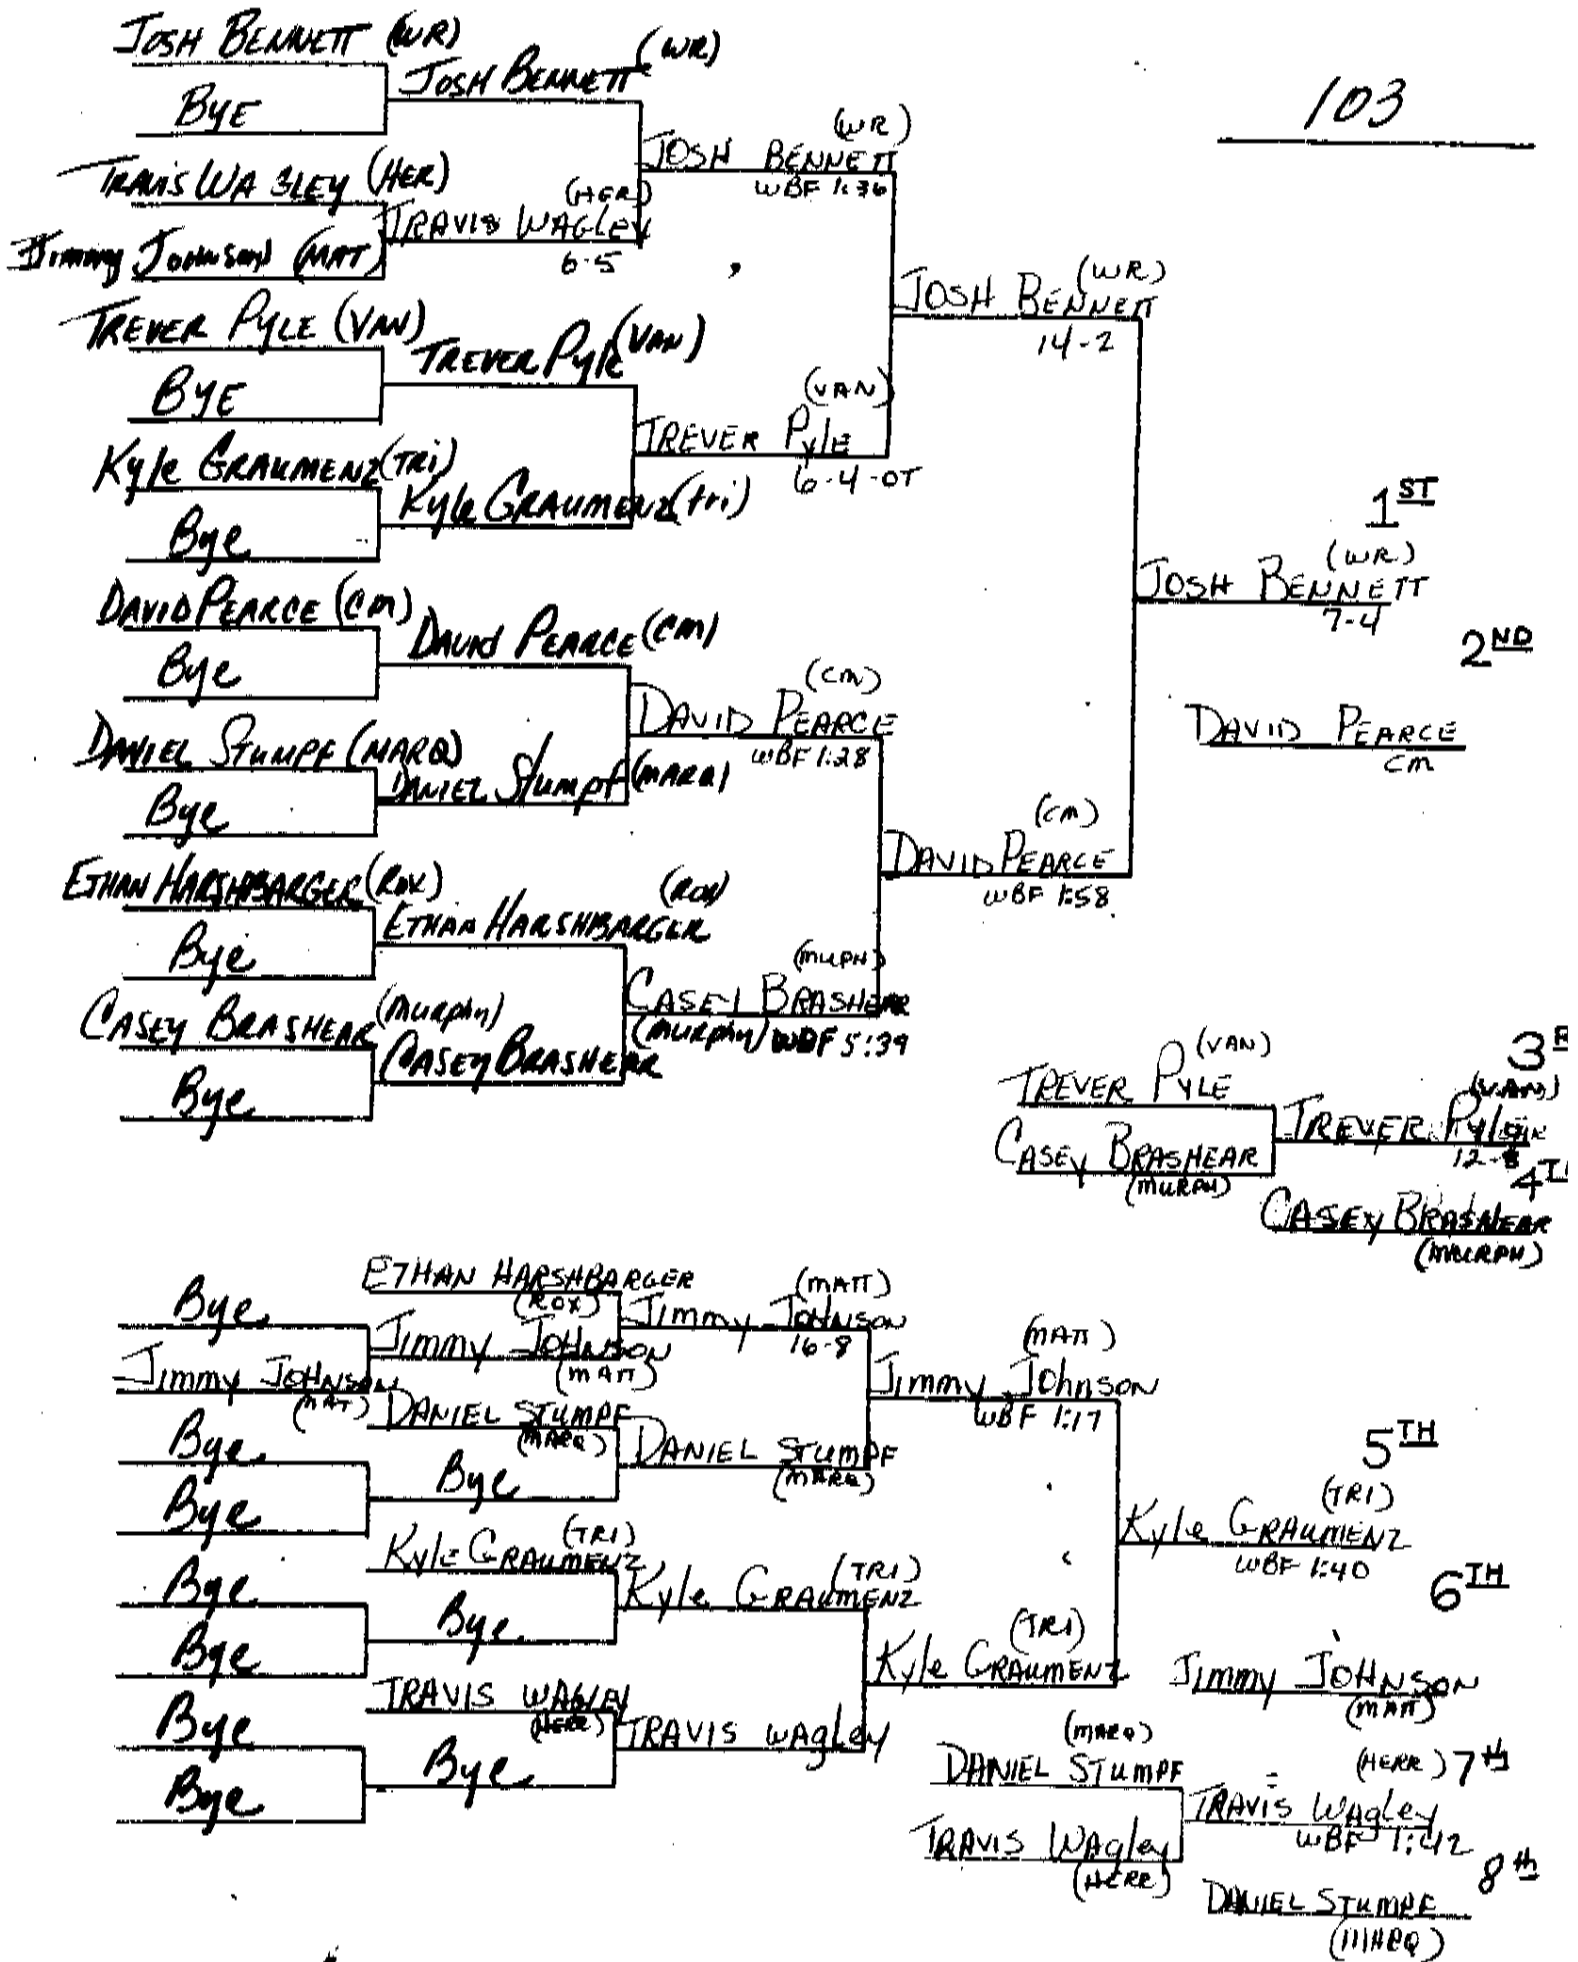 JOSH BENNETT (WR)
JOSH BENNETT (WR)
BYE
103
(WR)
JOSH BENNETT
WBF 1:36
TRAVIS WAGLEY (HER)
(HER)
TRAVIS WAGLEY
6-5
Jimmy Johnson (MAT)
(WR)
JOSH BENNETT
14-2
TREVER PYLE (VAN)
TREVER PYLE (VAN)
BYE
(VAN)
TREVER PYLE
6-4-OT
Kyle GRAUMENZ (TRI)
Kyle GRAUMENZ (tri)
Bye
1ST
(WR)
JOSH BENNETT
7-4
DAVID PEARCE (CM)
DAVID PEARCE (CM)
Bye
2ND
DAVID PEARCE
CM
(CM)
DAVID PEARCE
WBF 1:28
DANIEL STUMPF (MARQ)
DANIEL STUMPF (MARQ)
Bye
(CM)
DAVID PEARCE
WBF 1:58
ETHAN HARSHBARGER (ROX)
(ROX)
ETHAN HARSHBARGER
Bye
(MUPH)
CASEY BRASHEAR
(MURPHY) WBF 5:39
CASEY BRASHEAR (Murphy)
CASEY BRASHEAR
Bye
TREVER PYLE (VAN)
3
(VAN)
TREVER PYLE
CASEY BRASHEAR
(MURPH)
4
CASEY BRASHEAR
(MURPH)
ETHAN HARSHBARGER
(ROX)
Bye
(MATT)
Jimmy JOHNSON
16-8
Jimmy JOHNSON
(MATT)
Jimmy JOHNSON
(MAT)
(MATT)
Jimmy Johnson
WBF 1:17
DANIEL STUMPF
(MARQ)
Bye
DANIEL STUMPF
(MARQ)
Bye
Bye
5TH
(TRI)
Kyle GRAUMENZ
WBF 1:40
Kyle GRAUMENZ (TRI)
Bye
Kyle GRAUMENZ (TRI)
Bye
Bye
6TH
Jimmy JOHNSON
(MATT)
(TRI)
Kyle GRAUMENZ
TRAVIS WAGLEY
(HERR)
Bye
TRAVIS WAgley
Bye
Bye
(MARQ)
DANIEL STUMPF
(HERR) 7th
TRAVIS WAgley
WBF 1:42
TRAVIS WAgley
(HERR)
8th
DANIEL STUMPF
(MARQ)